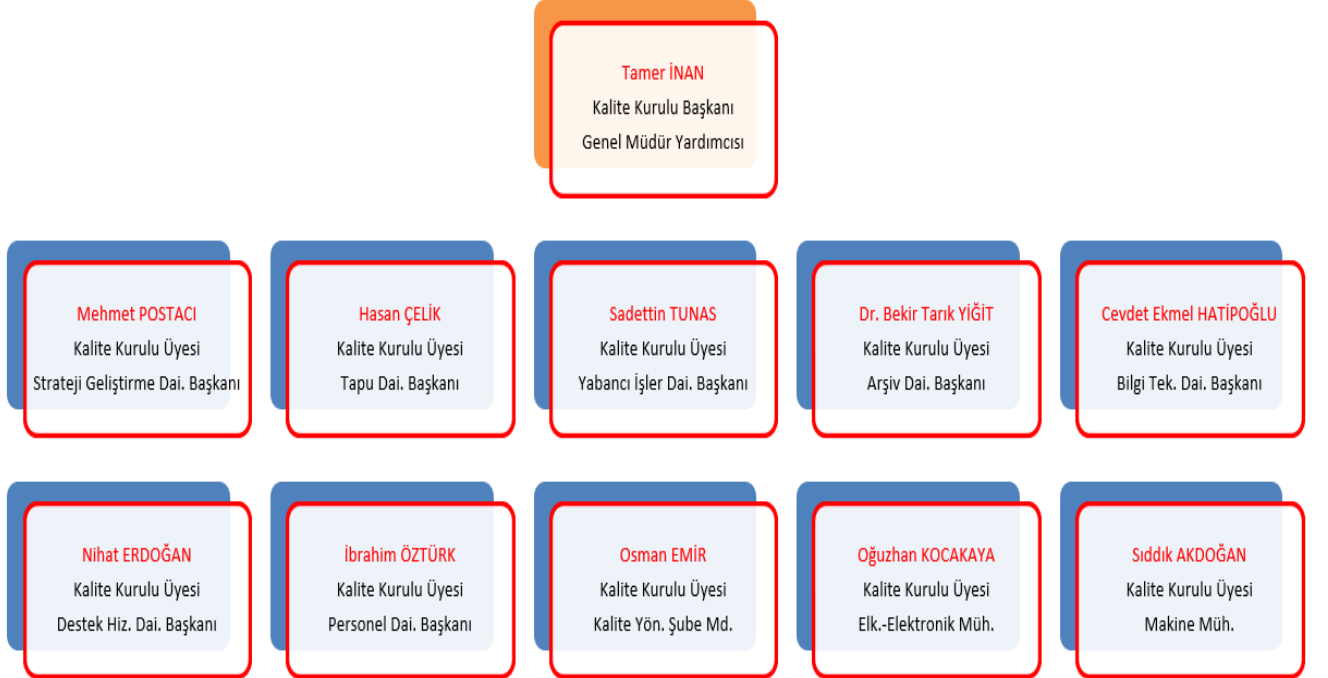 Tamer İNAN
Kalite Kurulu Başkanı
Genel Müdür Yardımcısı
Mehmet POSTACI
Kalite Kurulu Üyesi
Strateji Geliştirme Dai. Başkanı
Hasan ÇELİK
Kalite Kurulu Üyesi
Tapu Dai. Başkanı
Sadettin TUNAS
Kalite Kurulu Üyesi
Yabancı İşler Dai. Başkanı
Dr. Bekir Tarık YİĞİT
Kalite Kurulu Üyesi
Arşiv Dai. Başkanı
Cevdet Ekmel HATİPOĞLU
Kalite Kurulu Üyesi
Bilgi Tek. Dai. Başkanı
Nihat ERDOĞAN
Kalite Kurulu Üyesi
Destek Hiz. Dai. Başkanı
İbrahim ÖZTÜRK
Kalite Kurulu Üyesi
Personel Dai. Başkanı
Osman EMİR
Kalite Kurulu Üyesi
Kalite Yön. Şube Md.
Oğuzhan KOCAKAYA
Kalite Kurulu Üyesi
Elk.-Elektronik Müh.
Sıddık AKDOĞAN
Kalite Kurulu Üyesi
Makine Müh.